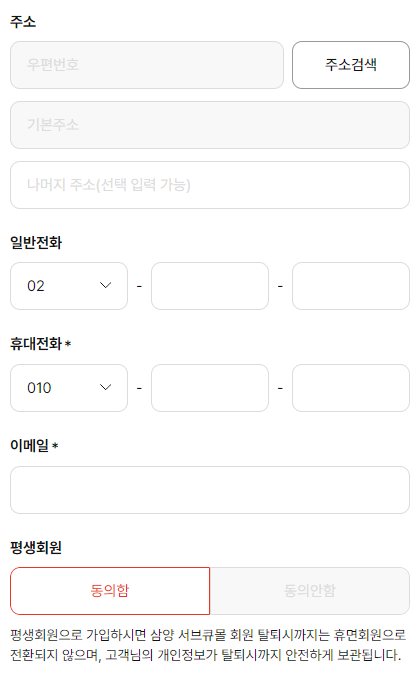 주소
우편번호 주소검색
기본주소
나머지 주소(선택 입력 가능)
일반전화
02 - -
휴대전화 *
010 - -
이메일 *
평생회원
동의함 동의안함
평생회원으로 가입하시면 삼양 서브큐몰 회원 탈퇴시까지는 휴면회원으로
전환되지 않으며, 고객님의 개인정보가 탈퇴시까지 안전하게 보관됩니다.